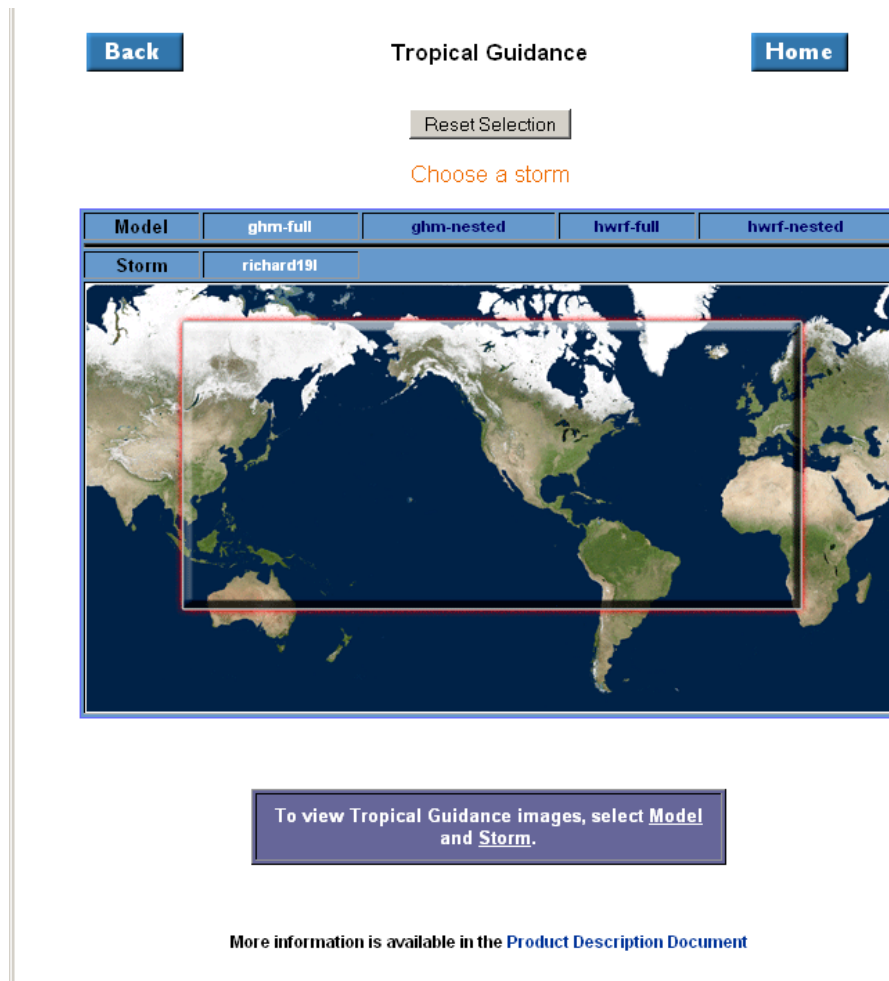 Back Tropical Guidance Home
Reset Selection
Choose a storm
Model ghm-full ghm-nested hwrf-full hwrf-nested
Storm richard19l
To view Tropical Guidance images, select Model
and Storm.
More information is available in the Product Description Document